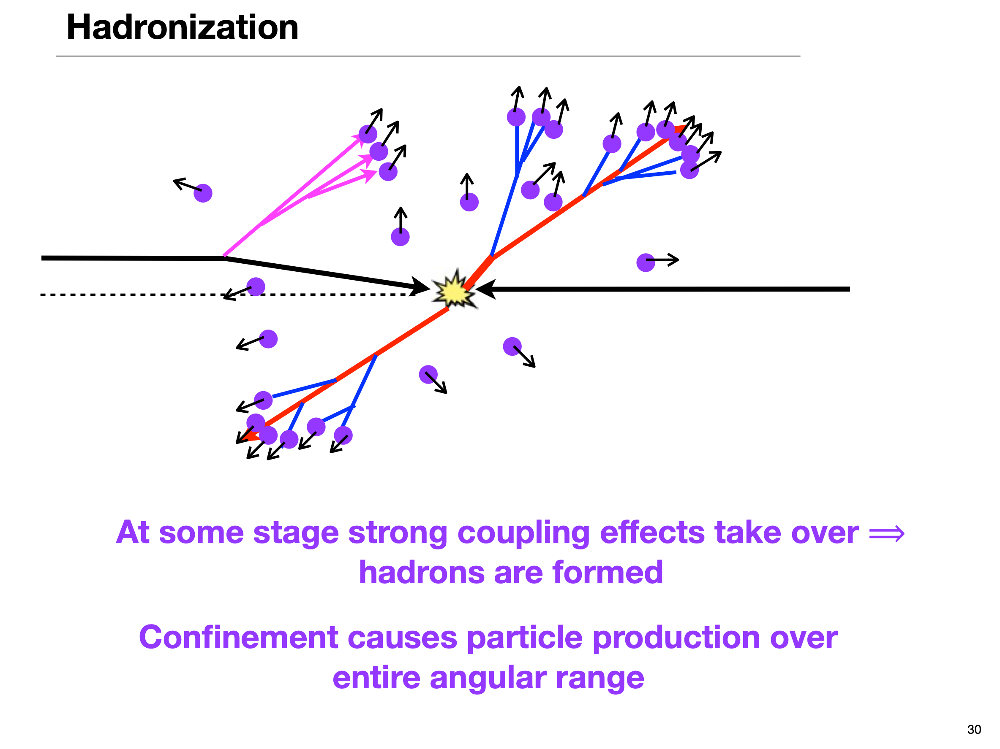 Hadronization
At some stage strong coupling effects take over ⟹
hadrons are formed
Confinement causes particle production over
entire angular range
30